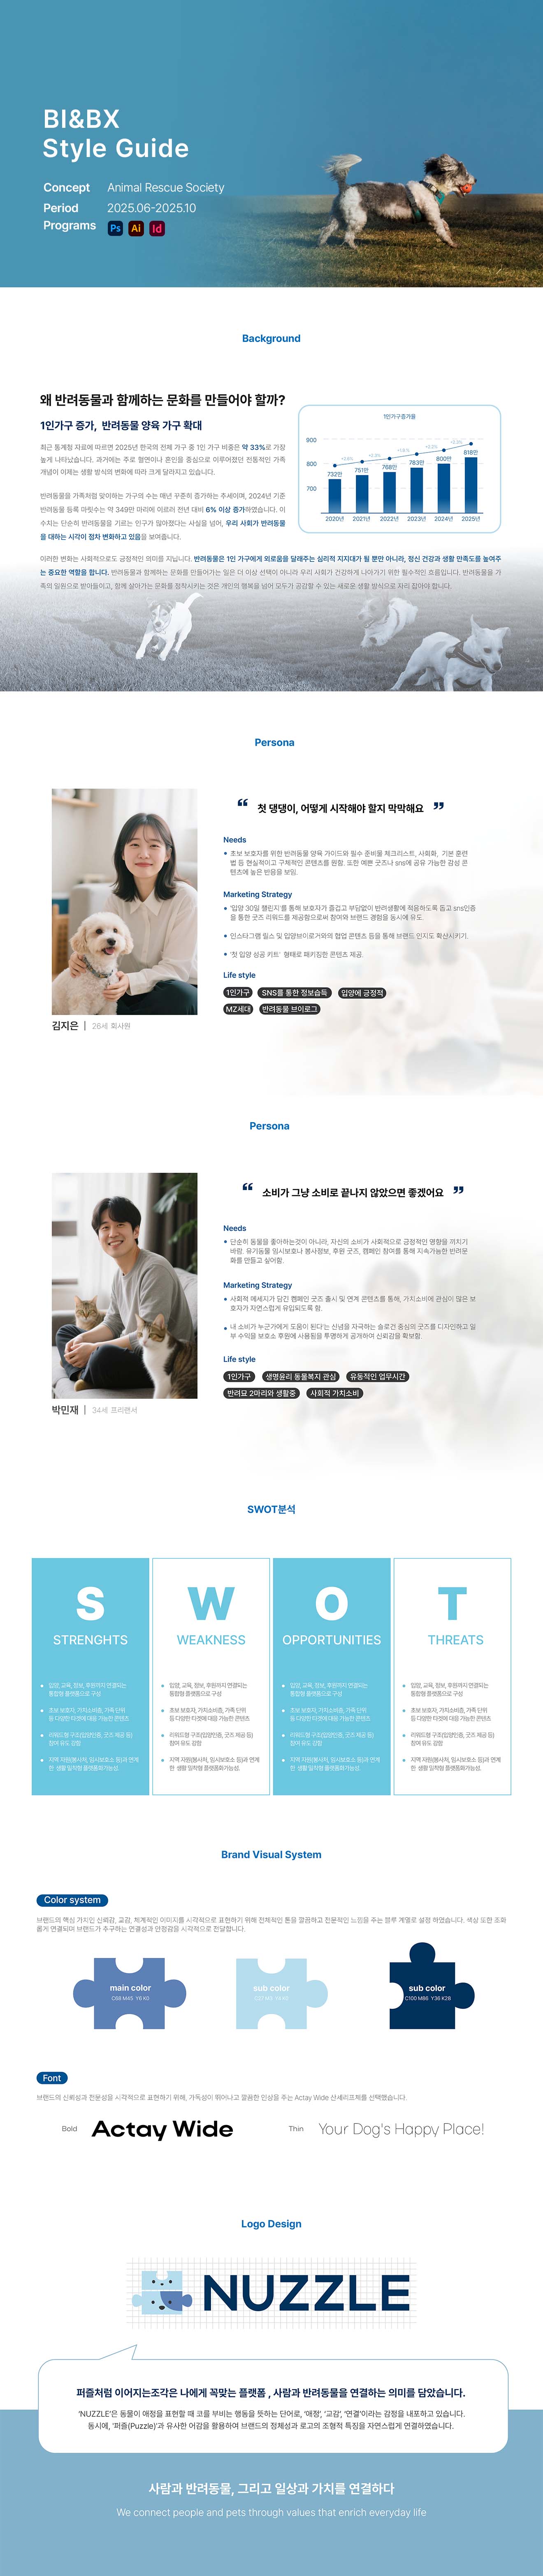 BI&BX
Style Guide
Concept Animal Rescue Society
Period 2025.06-2025.10
Programs Ps Ai Id
Background
왜 반려동물과 함께하는 문화를 만들어야 할까?
1인가구 증가, 반려동물 양육 가구 확대
최근 통계청 자료에 따르면 2025년 한국의 전체 가구 중 1인 가구 비중은 약 33%로 가장
높게 나타났습니다. 과거에는 주로 혈연이나 혼인을 중심으로 이루어졌던 전통적인 가족
개념이 이제는 생활 방식의 변화에 따라 크게 달라지고 있습니다.
반려동물을 가족처럼 맞이하는 가구의 수는 매년 꾸준히 증가하는 추세이며, 2024년 기준
반려동물 등록 마릿수는 약 349만 마리에 이르러 전년 대비 6% 이상 증가하였습니다. 이
수치는 단순히 반려동물을 기르는 인구가 많아졌다는 사실을 넘어, 우리 사회가 반려동물
을 대하는 시각이 점차 변화하고 있음을 보여줍니다.
이러한 변화는 사회적으로도 긍정적인 의미를 지닙니다. 반려동물은 1인 가구에게 외로움을 달래주는 심리적 지지대가 될 뿐만 아니라, 정신 건강과 생활 만족도를 높여주
는 중요한 역할을 합니다. 반려동물과 함께하는 문화를 만들어가는 일은 더 이상 선택이 아니라 우리 사회가 건강하게 나아가기 위한 필수적인 흐름입니다. 반려동물을 가
족의 일원으로 받아들이고, 함께 살아가는 문화를 정착시키는 것은 개인의 행복을 넘어 모두가 공감할 수 있는 새로운 생활 방식으로 자리 잡아야 합니다.
1인가구증가율
900
800
700
732만 751만 768만 783만 800만 818만
2020년 2021년 2022년 2023년 2024년 2025년
Persona
“ 첫 댕댕이, 어떻게 시작해야 할지 막막해요 ”
Needs
초보 보호자를 위한 반려동물 양육 가이드와 필수 준비물 체크리스트, 사회화, 기본 훈련
법 등 현실적이고 구체적인 콘텐츠를 원함. 또한 예쁜 굿즈나 sns에 공유 가능한 감성 콘
텐츠에 높은 반응을 보임.
Marketing Strategy
‘입양 30일 챌린지’를 통해 보호자가 즐겁고 부담없이 반려생활에 적응하도록 돕고 sns인증
을 통한 굿즈 리워드를 제공함으로써 참여와 브랜드 경험을 동시에 유도.
인스타그램 릴스 및 입양브이로거와의 협업 콘텐츠 등을 통해 브랜드 인지도 확산시키기.
‘첫 입양 성공 키트’ 형태로 패키징한 콘텐츠 제공.
Life style
1인가구 SNS를 통한 정보습득 입양에 긍정적
MZ세대 반려동물 브이로그
김지은 | 26세 회사원
Persona
“ 소비가 그냥 소비로 끝나지 않았으면 좋겠어요 ”
Needs
단순히 동물을 좋아하는것이 아니라, 자신의 소비가 사회적으로 긍정적인 영향을 끼치기
바람. 유기동물 임시보호나 봉사정보, 후원 굿즈, 캠페인 참여를 통해 지속가능한 반려문
화를 만들고 싶어함.
Marketing Strategy
사회적 메세지가 담긴 캠페인 굿즈 출시 및 연계 콘텐츠를 통해, 가치소비에 관심이 많은 보
호자가 자연스럽게 유입되도록 함.
내 소비가 누군가에게 도움이 된다’는 신념을 자극하는 슬로건 중심의 굿즈를 디자인하고 일
부 수익을 보호소 후원에 사용됨을 투명하게 공개하여 신뢰감을 확보함.
Life style
1인가구 생명윤리 동물복지 관심 유동적인 업무시간
반려묘 2마리와 생활중 사회적 가치소비
박민재 | 34세 프리랜서
SWOT분석
S
STRENGHTS
입양, 교육, 정보, 후원까지 연결되는
통합형 플랫폼으로 구성
초보 보호자, 가치소비층, 가족 단위
등 다양한 타겟에 대응 가능한 콘텐츠
리워드형 구조(입양인증, 굿즈 제공 등)
참여 유도 강함
지역 자원(봉사처, 임시보호소 등)과 연계
한 생활 밀착형 플랫폼화가능성.
W
WEAKNESS
입양, 교육, 정보, 후원까지 연결되는
통합형 플랫폼으로 구성
초보 보호자, 가치소비층, 가족 단위
등 다양한 타겟에 대응 가능한 콘텐츠
리워드형 구조(입양인증, 굿즈 제공 등)
참여 유도 강함
지역 자원(봉사처, 임시보호소 등)과 연계
한 생활 밀착형 플랫폼화가능성.
O
OPPORTUNITIES
입양, 교육, 정보, 후원까지 연결되는
통합형 플랫폼으로 구성
초보 보호자, 가치소비층, 가족 단위
등 다양한 타겟에 대응 가능한 콘텐츠
리워드형 구조(입양인증, 굿즈 제공 등)
참여 유도 강함
지역 자원(봉사처, 임시보호소 등)과 연계
한 생활 밀착형 플랫폼화가능성.
T
THREATS
입양, 교육, 정보, 후원까지 연결되는
통합형 플랫폼으로 구성
초보 보호자, 가치소비층, 가족 단위
등 다양한 타겟에 대응 가능한 콘텐츠
리워드형 구조(입양인증, 굿즈 제공 등)
참여 유도 강함
지역 자원(봉사처, 임시보호소 등)과 연계
한 생활 밀착형 플랫폼화가능성.
Brand Visual System
Color system
브랜드의 핵심 가치인 신뢰감, 교감, 체계적인 이미지를 시각적으로 표현하기 위해 전체적인 톤을 깔끔하고 전문적인 느낌을 주는 블루 계열로 설정 하였습니다. 색상 또한 조화
롭게 연결되며 브랜드가 추구하는 연결성과 안정감을 시각적으로 전달합니다.
main color
C68 M45 Y6 K0
sub color
sub color
C100 M86 Y36 K26
Font
브랜드의 신뢰성과 전문성을 시각적으로 표현하기 위해, 가독성이 뛰어나고 깔끔한 인상을 주는 Actay Wide 산세리프체를 선택했습니다.
Bold Actay Wide Thin Your Dog's Happy Place!
Logo Design
NUZZLE
퍼즐처럼 이어지는조각은 나에게 꼭맞는 플랫폼 , 사람과 반려동물을 연결하는 의미를 담았습니다.
‘NUZZLE’은 동물이 애정을 표현할 때 코를 부비는 행동을 뜻하는 단어로, ‘애정’, ‘교감’, ‘연결’이라는 감정을 내포하고 있습니다.
동시에, ‘퍼즐(Puzzle)’과 유사한 어감을 활용하여 브랜드의 정체성과 로고의 조형적 특징을 자연스럽게 연결하였습니다.
사람과 반려동물, 그리고 일상과 가치를 연결하다
We connect people and pets through values that enrich everyday life